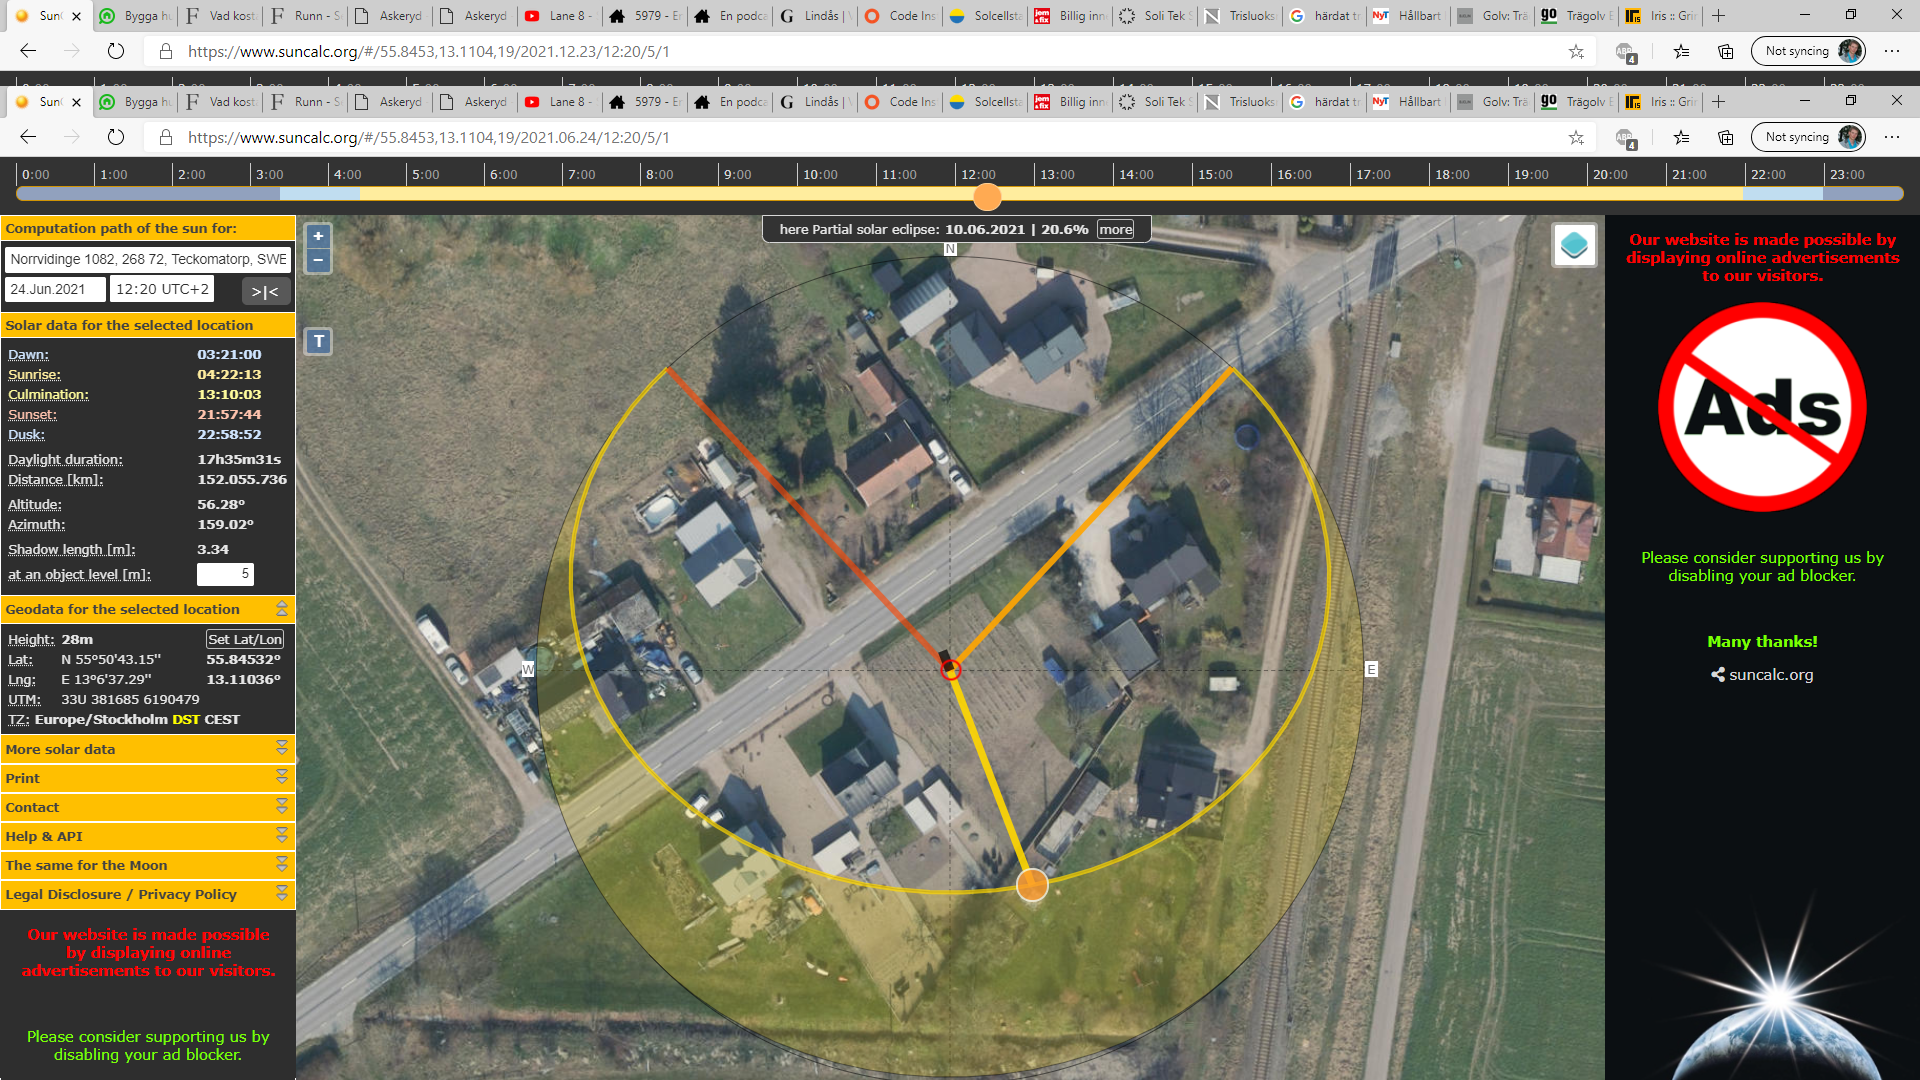 Sun
Bygga hu
Vad kost
Runn - S
Askeryd
Askeryd
Lane 8 -
5979 - En
En podca
Lindås | V
Code Ins
Solcellsta
Billig inne
Soli Tek S
Trisluoks
härdat tr
Hållbart
Golv: Trä
Trägolv E
Iris :: Grin
https://www.suncalc.org/#/55.8453,13.1104,19/2021.12.23/12:20/5/1
4
Not syncing
Sun
Bygga hu
Vad kost
Runn - S
Askeryd
Askeryd
Lane 8 -
5979 - En
En podca
Lindås | V
Code Ins
Solcellsta
Billig inne
Soli Tek S
Trisluoks
härdat tr
Hållbart
Golv: Trä
Trägolv E
Iris :: Grin
https://www.suncalc.org/#/55.8453,13.1104,19/2021.06.24/12:20/5/1
4
Not syncing
0:00 1:00 2:00 3:00 4:00 5:00 6:00 7:00 8:00 9:00 10:00 11:00 12:00 13:00 14:00 15:00 16:00 17:00 18:00 19:00 20:00 21:00 22:00 23:00
Computation path of the sun for:
Norrvidinge 1082, 268 72, Teckomatorp, SWE
24.Jun.2021 12:20 UTC+2 >|<
Solar data for the selected location
Dawn: 03:21:00
Sunrise: 04:22:13
Culmination: 13:10:03
Sunset: 21:57:44
Dusk: 22:58:52
Daylight duration: 17h35m31s
Distance [km]: 152.055.736
Altitude: 56.28°
Azimuth: 159.02°
Shadow length [m]: 3.34
at an object level [m]: 5
Geodata for the selected location
Height: 28m Set Lat/Lon
Lat: N 55°50'43.15'' 55.84532°
Lng: E 13°6'37.29'' 13.11036°
UTM: 33U 381685 6190479
TZ: Europe/Stockholm DST CEST
More solar data
Print
Contact
Help & API
The same for the Moon
Legal Disclosure / Privacy Policy
Our website is made possible
by displaying online
advertisements to our visitors.
Please consider supporting us by
disabling your ad blocker.
+
−
T
here Partial solar eclipse: 10.06.2021 | 20.6% more
N
W
E
Our website is made possible by
displaying online advertisements
to our visitors.
Ads
Please consider supporting us by
disabling your ad blocker.
Many thanks!
suncalc.org